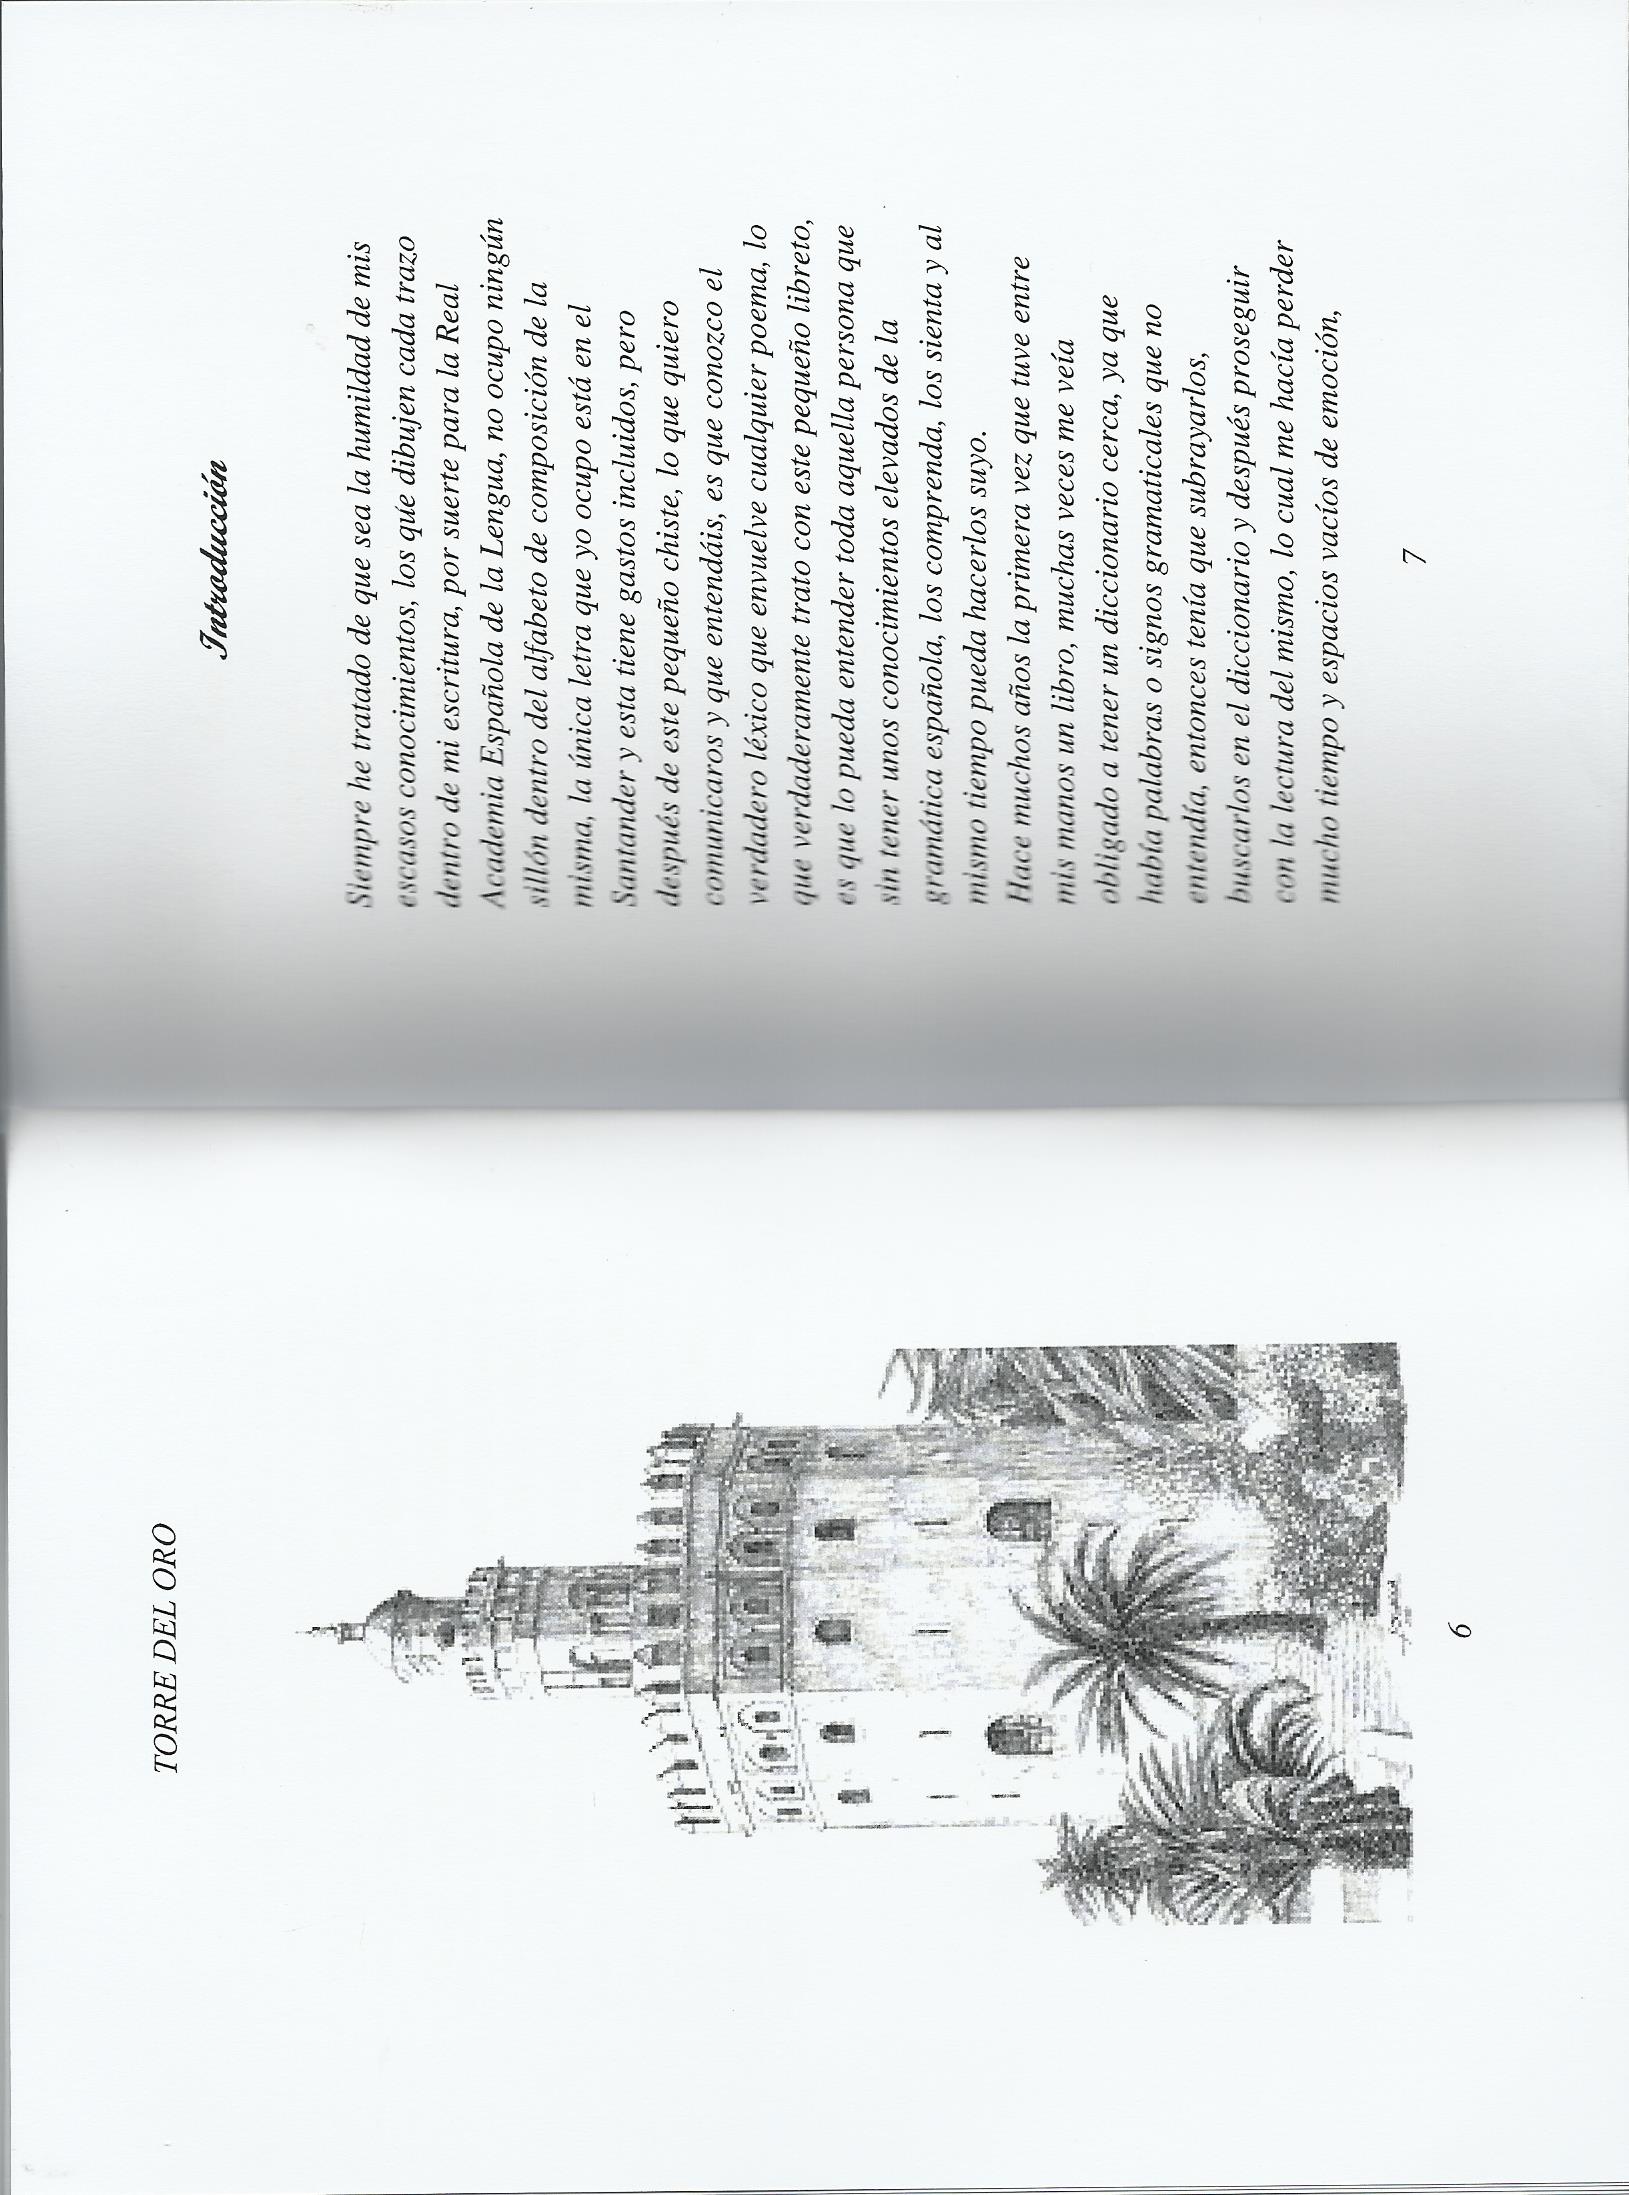 TORRE DEL ORO
6
Introducción
Siempre he tratado de que sea la humildad de mis
escasos conocimientos, los qúe dibujen cada trazo
dentro de mi escritura, por suerte para la Real
Academia Española de la Lengua, no ocupo ningún
sillón dentro del alfabeto de composición de la
misma, la única letra que yo ocupo está en el
Santander y esta tiene gastos incluidos, pero
después de este pequeño chiste, lo que quiero
comunicaros y que entendáis, es que conozco el
verdadero léxico que envuelve cualquier poema, lo
que verdaderamente trato con este pequeño libreto,
es que lo pueda entender toda aquella persona que
sin tener unos conocimientos elevados de la
gramática española, los comprenda, los sienta y al
mismo tiempo pueda hacerlos suyo.
Hace muchos años la primera vez que tuve entre
mis manos un libro, muchas veces me veía
obligado a tener un diccionario cerca, ya que
había palabras o signos gramaticales que no
entendía, entonces tenía que subrayarlos,
buscarlos en el diccionario y después proseguir
con la lectura del mismo, lo cual me hacía perder
mucho tiempo y espacios vacíos de emoción,
7